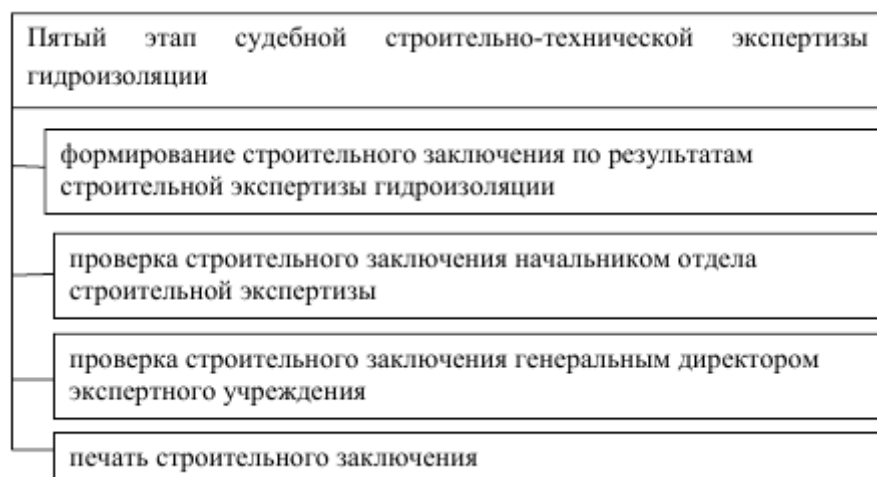 Пятый этап судебной строительно-технической экспертизы
гидроизоляции
формирование строительного заключения по результатам
строительной экспертизы гидроизоляции
проверка строительного заключения начальником отдела
строительной экспертизы
проверка строительного заключения генеральным директором
экспертного учреждения
печать строительного заключения